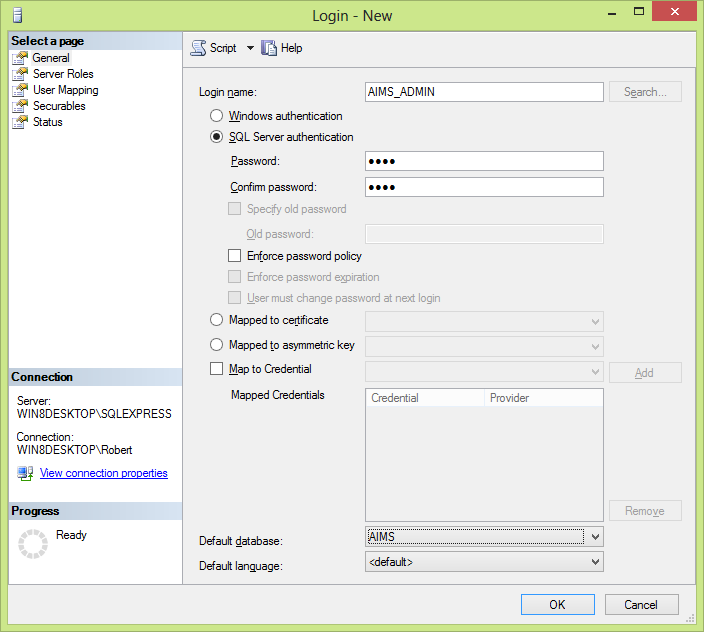 Login - New
Select a page
General
Server Roles
User Mapping
Securables
Status
Script
Help
Login name:
AIMS_ADMIN
Search...
Windows authentication
SQL Server authentication
Password:
●●●●
Confirm password:
●●●●
Specify old password
Old password:
Enforce password policy
Enforce password expiration
User must change password at next login
Mapped to certificate
Mapped to asymmetric key
Map to Credential
Add
Mapped Credentials
Credential
Provider
Remove
Default database:
AIMS
Default language:
<default>
Connection
Server:
WIN8DESKTOP\SQLEXPRESS
Connection:
WIN8DESKTOP\Robert
View connection properties
Progress
Ready
OK
Cancel